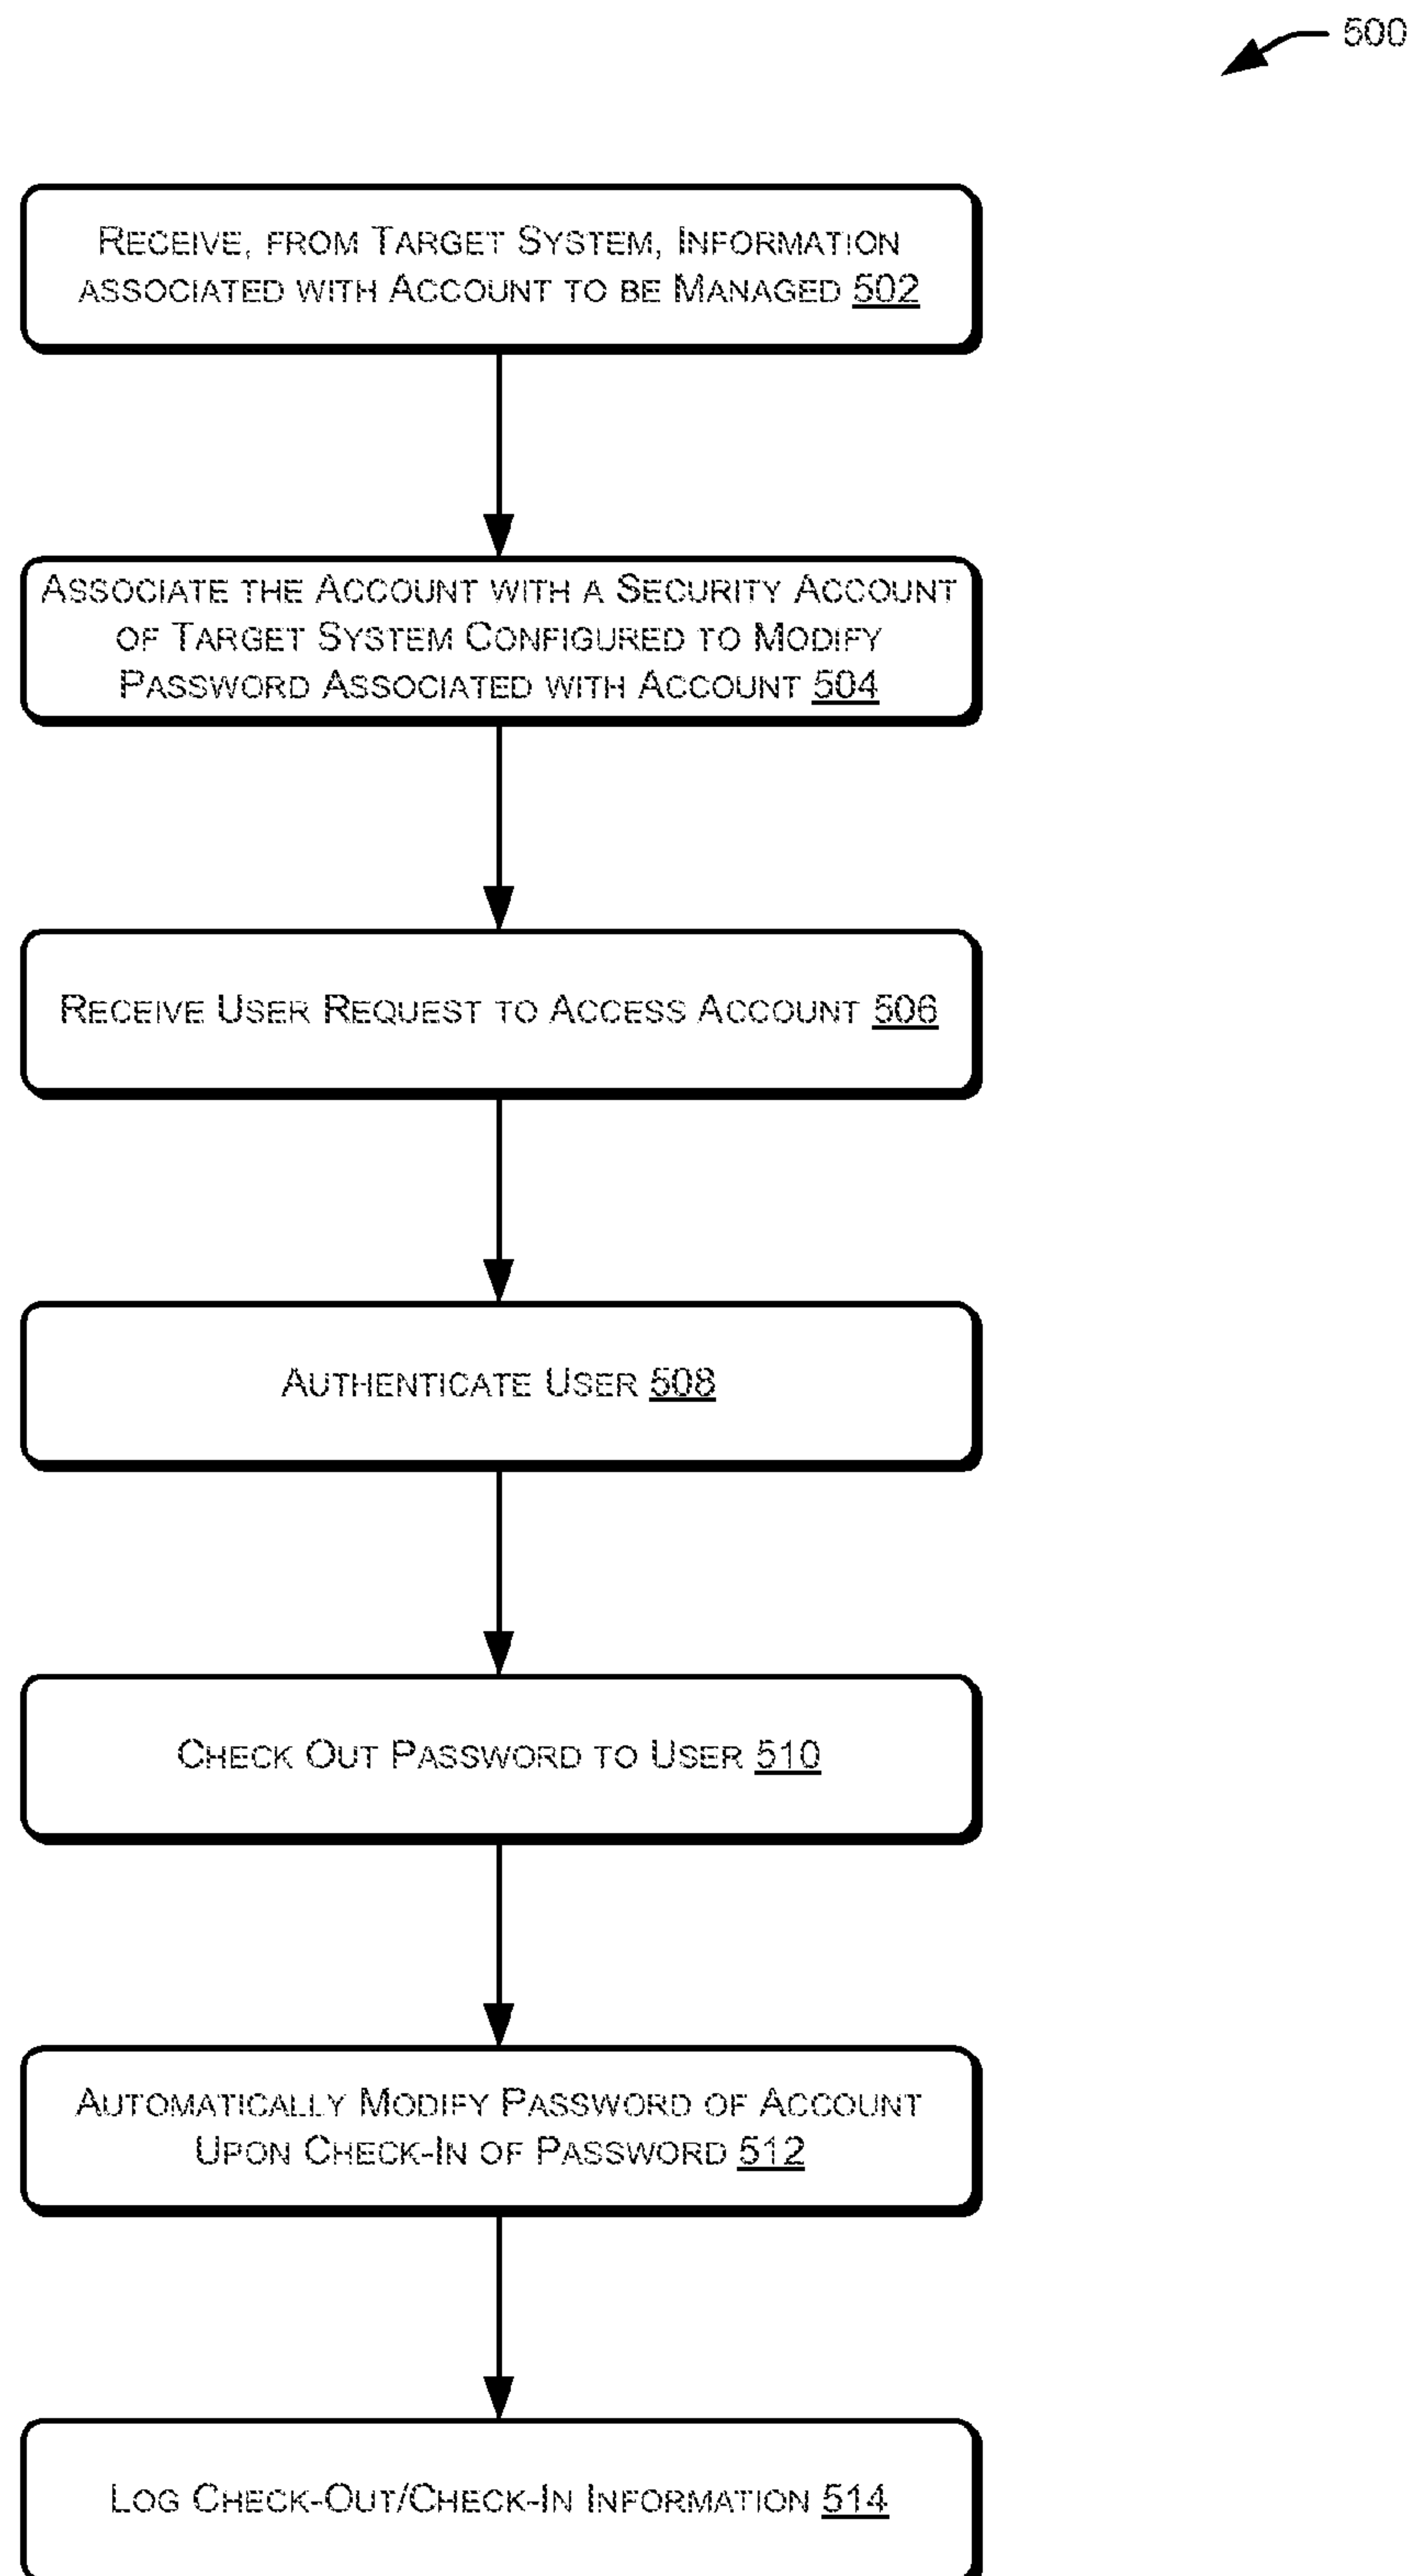 500
Receive, from Target System, Information
associated with Account to be Managed 502
Associate the Account with a Security Account
of Target System Configured to Modify
Password Associated with Account 504
Receive User Request to Access Account 506
Authenticate User 508
Check Out Password to User 510
Automatically Modify Password of Account
Upon Check-In of Password 512
Log Check-Out/Check-In Information 514